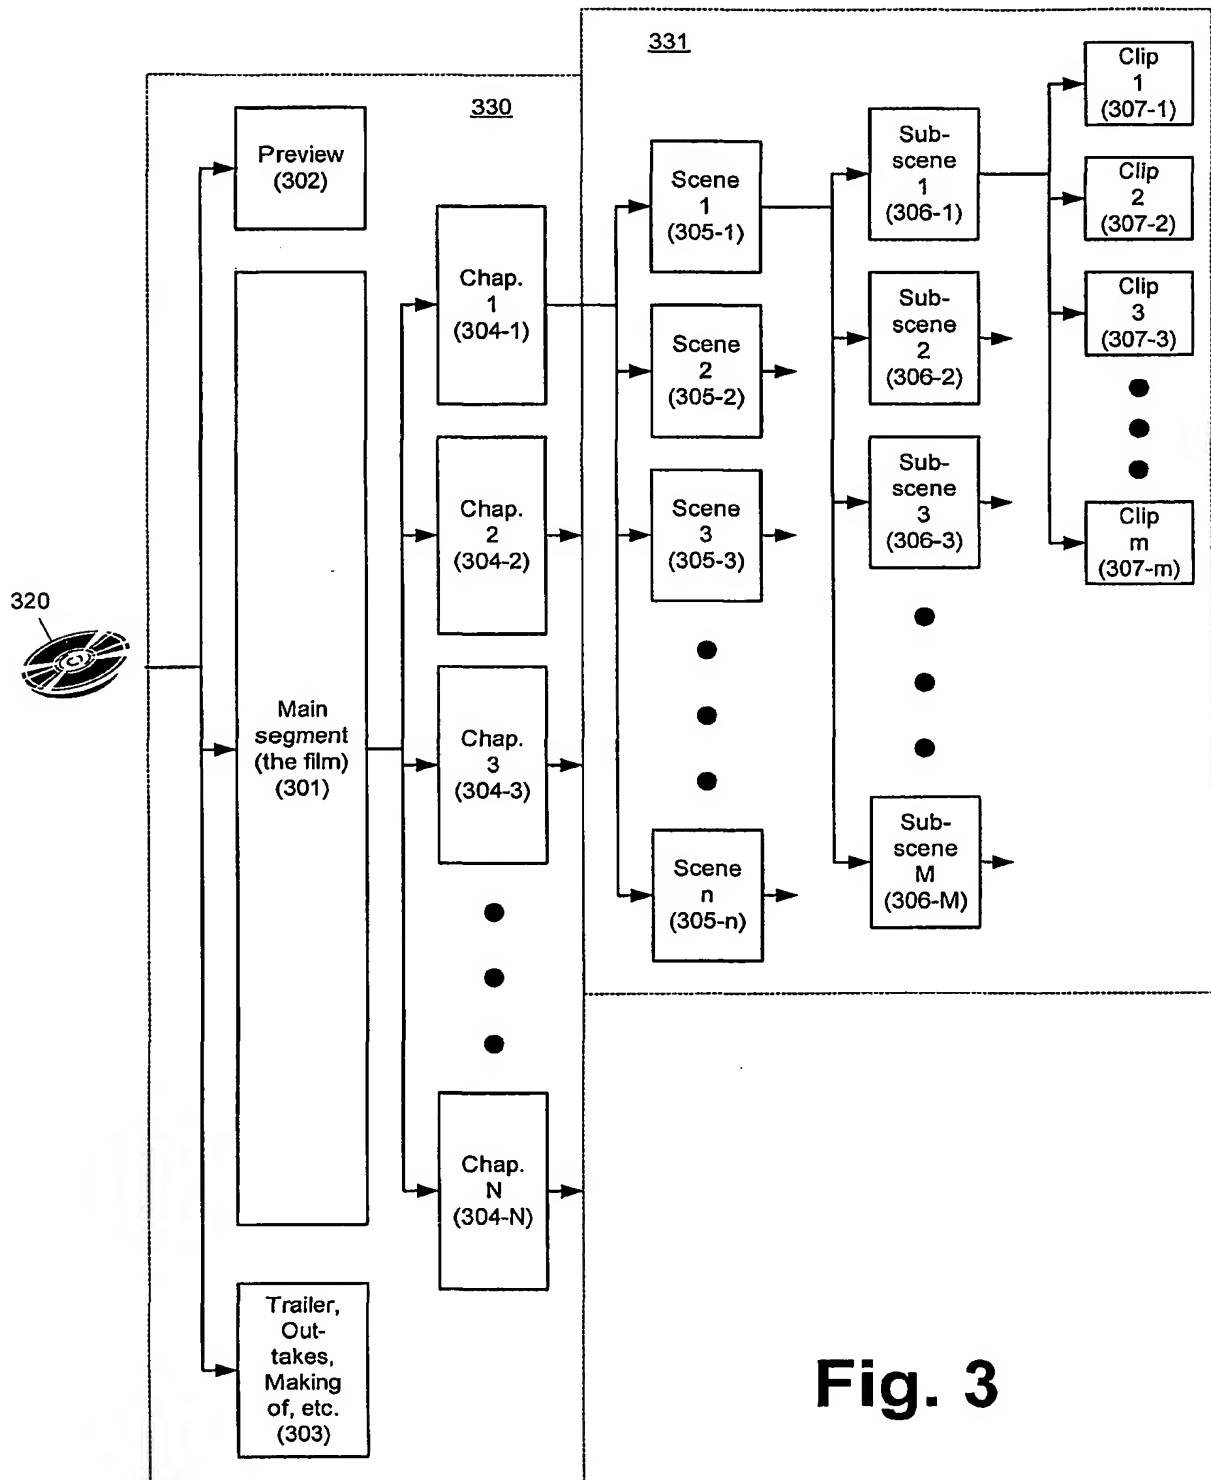 331
330
320
Preview
(302)
Main
segment
(the film)
(301)
Trailer,
Out-
takes,
Making
of, etc.
(303)
Chap.
1
(304-1)
Chap.
2
(304-2)
Chap.
3
(304-3)
Chap.
N
(304-N)
Scene
1
(305-1)
Scene
2
(305-2)
Scene
3
(305-3)
Scene
n
(305-n)
Sub-
scene
1
(306-1)
Sub-
scene
2
(306-2)
Sub-
scene
3
(306-3)
Sub-
scene
M
(306-M)
Clip
1
(307-1)
Clip
2
(307-2)
Clip
3
(307-3)
Clip
m
(307-m)
Fig. 3